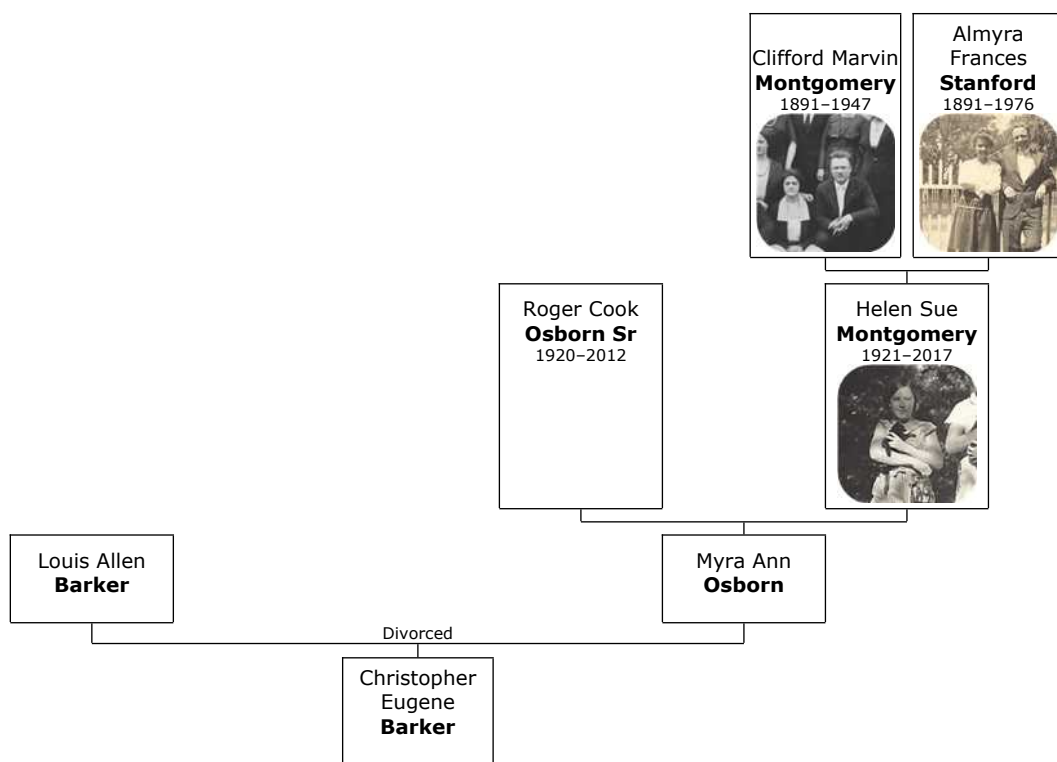 Clifford Marvin
Montgomery
1891–1947
Almyra
Frances
Stanford
1891–1976
Roger Cook
Osborn Sr
1920–2012
Helen Sue
Montgomery
1921–2017
Louis Allen
Barker
Myra Ann
Osborn
Divorced
Christopher
Eugene
Barker